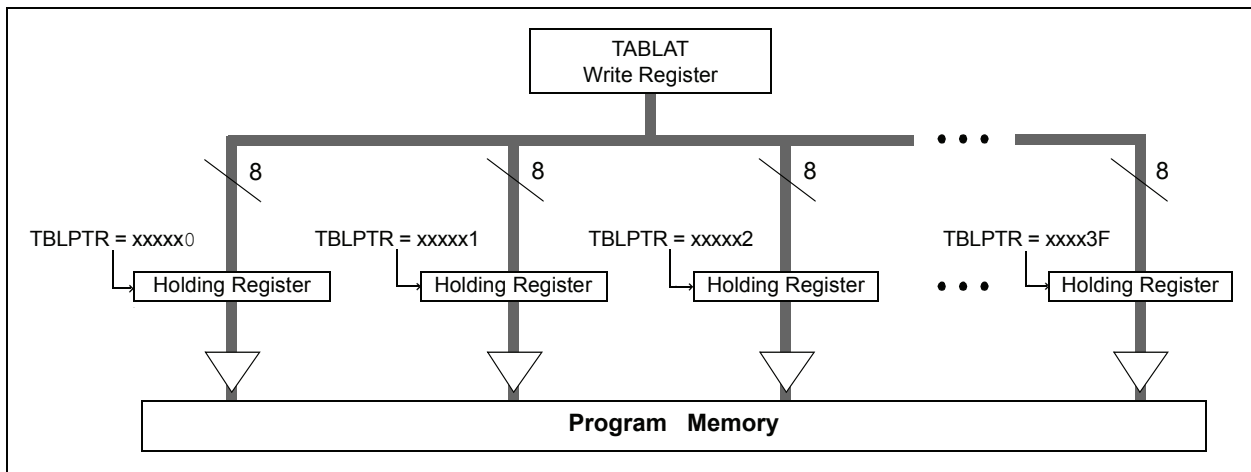 TABLAT
Write Register
• • •
8 8 8 8
TBLPTR = xxxxx0 TBLPTR = xxxxx1 TBLPTR = xxxxx2 TBLPTR = xxxx3F
Holding Register Holding Register Holding Register • • • Holding Register
Program Memory